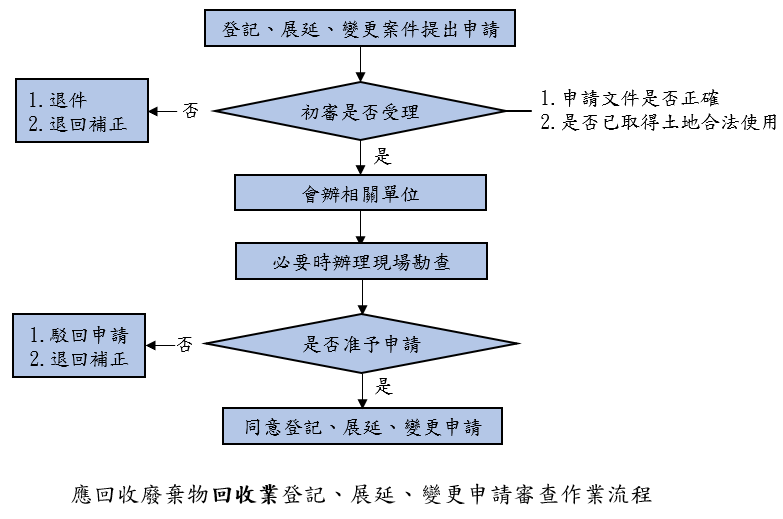 登記、展延、變更案件提出申請
1.退件
2.退回補正
否
初審是否受理
1.申請文件是否正確
2.是否已取得土地合法使用
是
會辦相關單位
必要時辦理現場勘查
1.駁回申請
2.退回補正
否
是否准予申請
是
同意登記、展延、變更申請
應回收廢棄物回收業登記、展延、變更申請審查作業流程